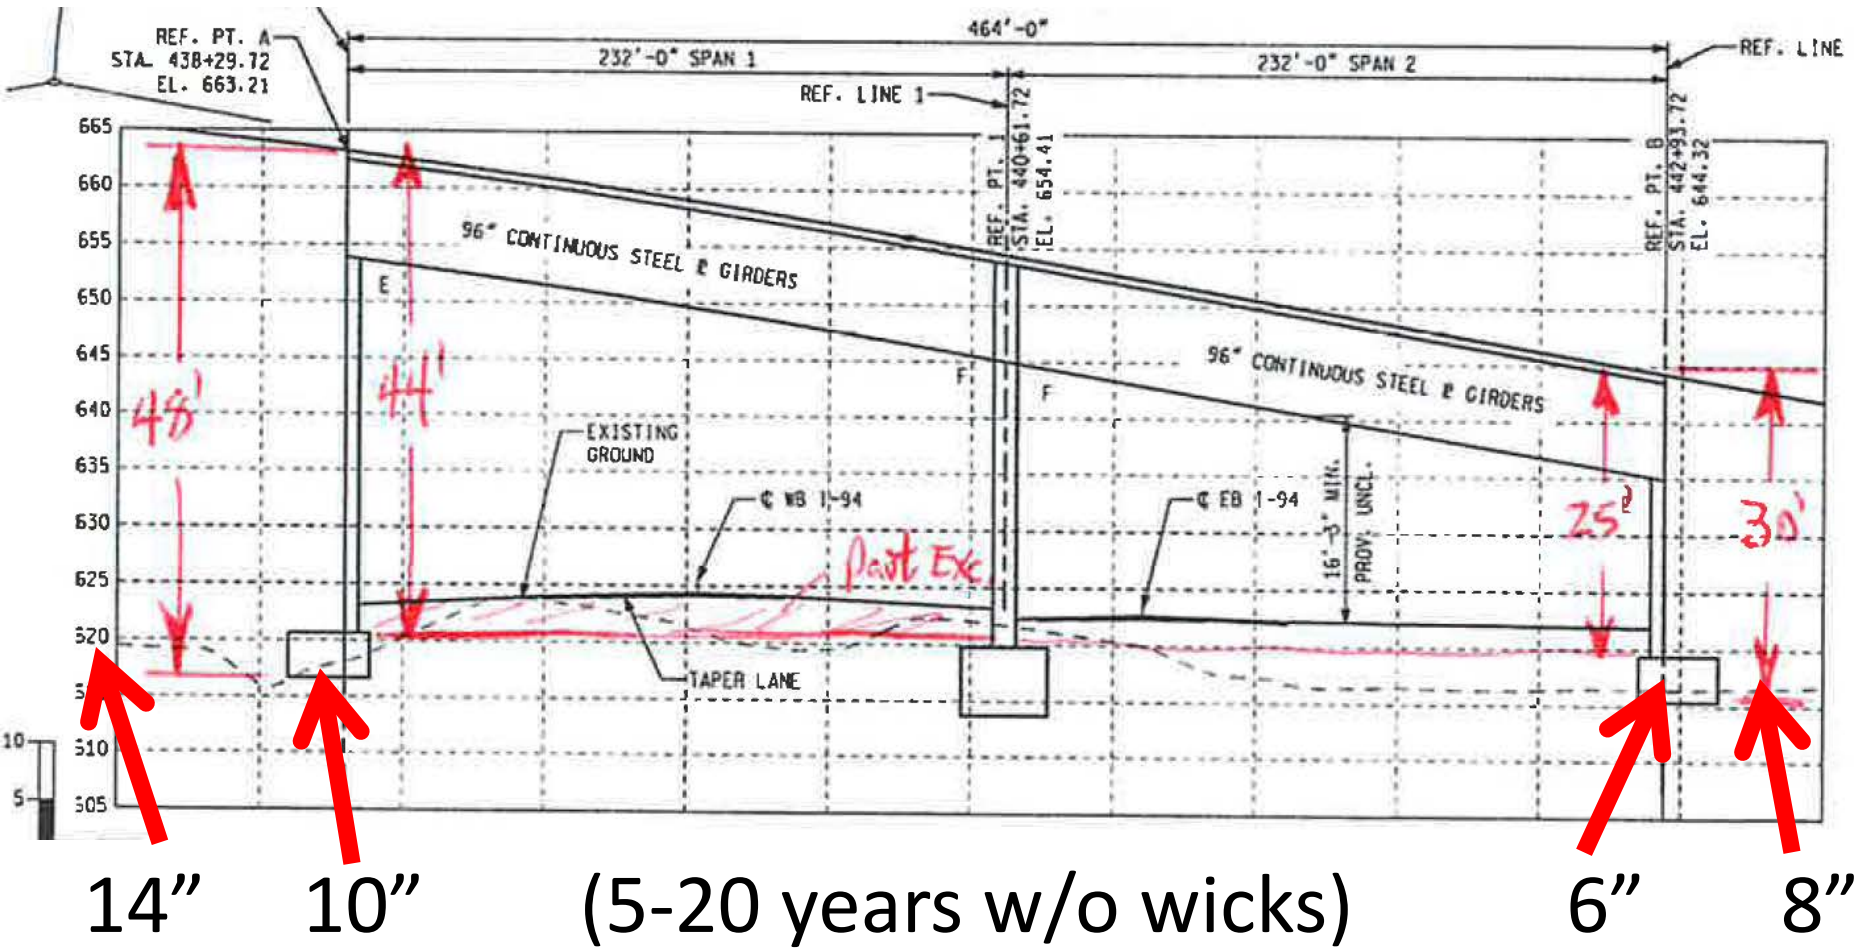 464'-0"
REF. PT. A
STA. 438+29.72
EL. 663.21
232'-0" SPAN 1
232'-0" SPAN 2
REF. LINE
REF. LINE 1
REF. PT. 1
STA. 440+61.72
EL. 654.41
REF. PT. B
STA. 442+93.72
EL. 644.32
665
660
655
650
645
640
635
630
625
620
510
505
10
5
96" CONTINUOUS STEEL ℄ GIRDERS
96" CONTINUOUS STEEL ℄ GIRDERS
E
F
F
48'
44'
25'
30'
EXISTING
GROUND
℄ WB I-94
℄ EB I-94
16'-3" MIN.
PROV. UNCL.
Past Exc.
TAPER LANE
14” 10” (5-20 years w/o wicks) 6” 8”